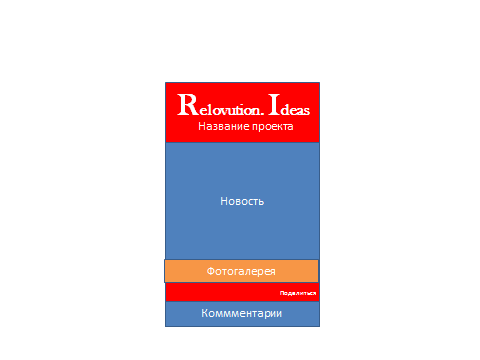 Relovution. Ideas
Название проекта
Новость
Фотогалерея
Поделиться
Коммментарии